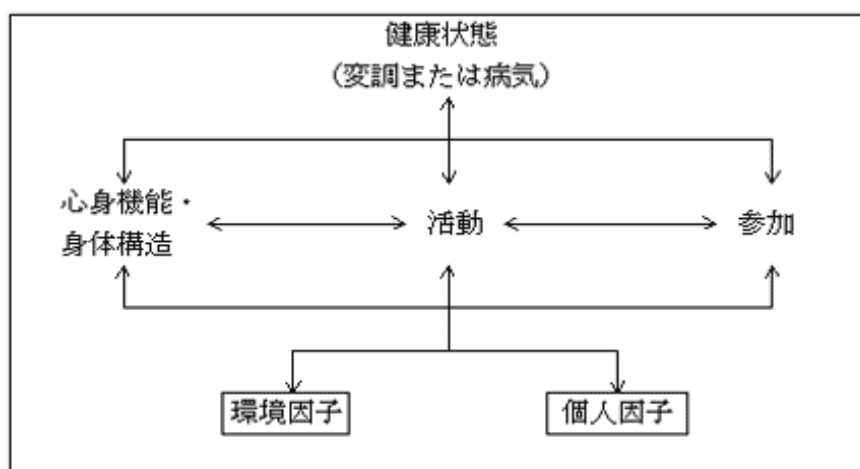 健康状態
（変調または病気）
心身機能・
身体構造
活動
参加
環境因子
個人因子